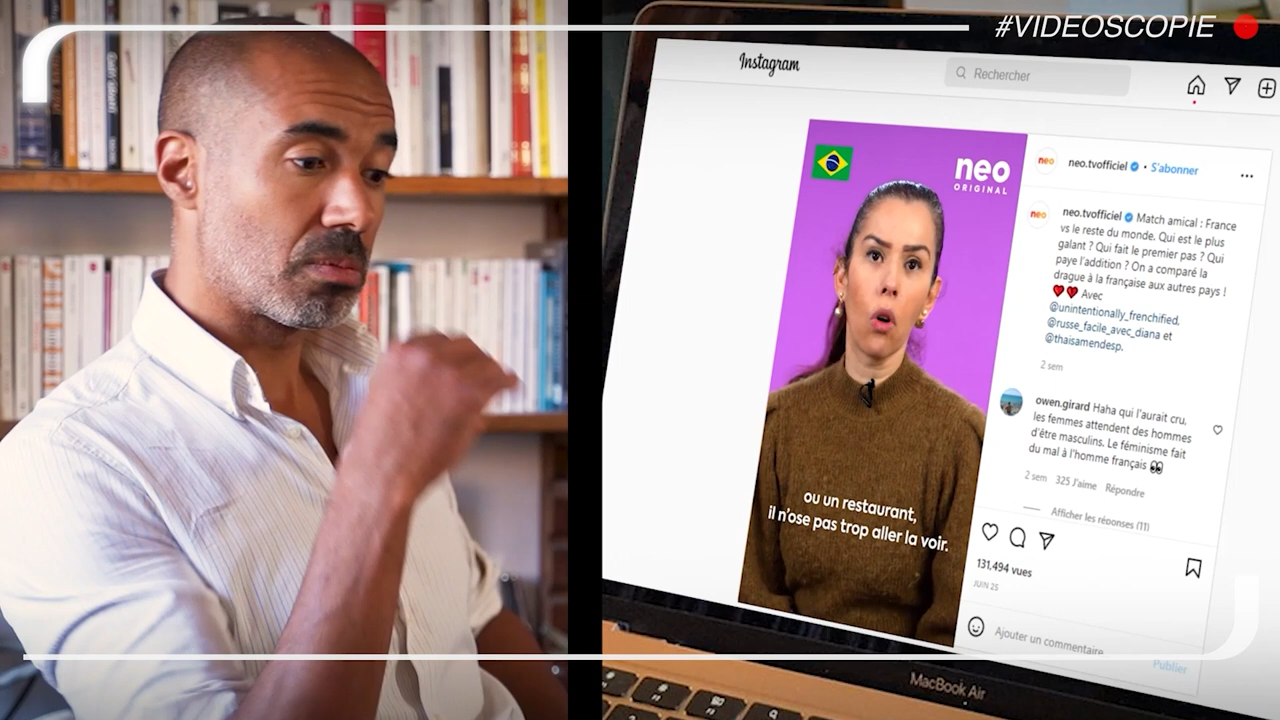 #VIDEOSCOPIE
Instagram
Rechercher
neo
ORIGINAL
neo
neo.tvofficiel • S'abonner
neo
neo.tvofficiel Match amical : France
vs le reste du monde. Qui est le plus
galant ? Qui fait le premier pas ? Qui
paye l'addition ? On a comparé la
drague à la française aux autres pays !
Avec
@unintentionally_frenchified,
@russe_facile_avec_diana et
@thaisamendesp.
2 sem
owen.girard Haha qui l'aurait cru,
les femmes attendent des hommes
d'être masculins. Le féminisme fait
du mal à l'homme français
2 sem 325 J'aime Répondre
Afficher les réponses (11)
ou un restaurant,
il n'ose pas trop aller la voir.
131,494 vues
JUIN 25
Ajouter un commentaire
Publier
MacBook Air